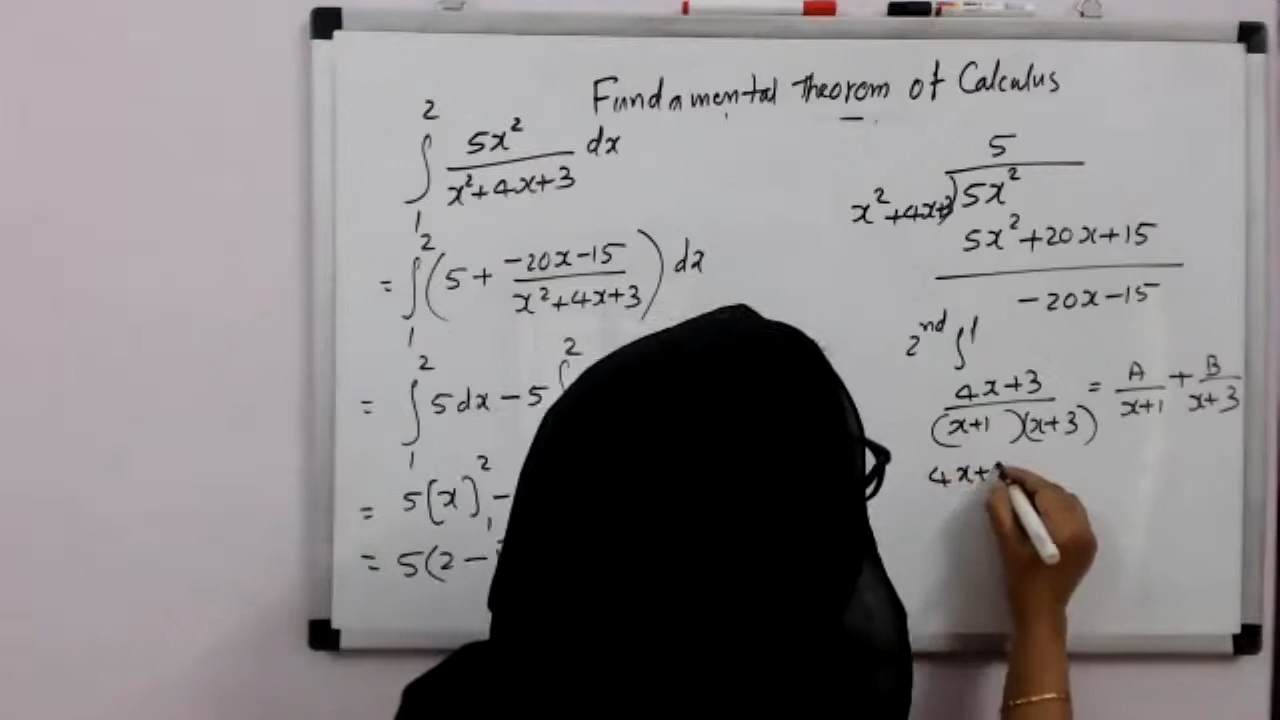 Fundamental Theorom of Calculus
∫₁² 5x²/(x²+4x+3) dx
= ∫₁² (5 + (-20x-15)/(x²+4x+3)) dx
= ∫₁² 5dx - 5 ∫²
= 5[x]₁² -
= 5(2 -
5
x²+4x+3 ) 5x²
5x²+20x+15
-20x-15
2nd ∫
(4x+3)/((x+1)(x+3)) = A/(x+1) + B/(x+3)
4x+